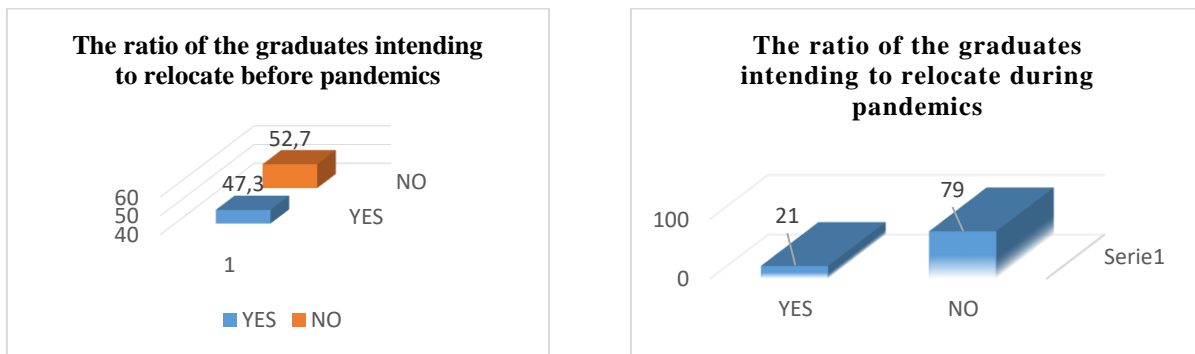 The ratio of the graduates intending
to relocate before pandemics
52,7
47,3
NO
60
YES
50
40
1
YES NO
The ratio of the graduates
intending to relocate during
pandemics
79
21
100
Serie1
0
YES NO